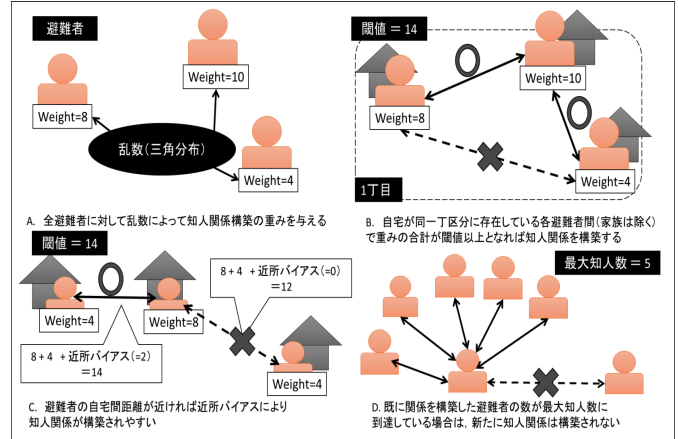 避難者
Weight=10
Weight=8
乱数(三角分布)
Weight=4
A. 全避難者に対して乱数によって知人関係構築の重みを与える
閾値 = 14
Weight=10
Weight=8
Weight=4
1丁目
B. 自宅が同一丁区分に存在している各避難者間(家族は除く)
で重みの合計が閾値以上となれば知人関係を構築する
閾値 = 14
8 + 4 + 近所バイアス(=0)
=12
Weight=4
Weight=8
8 + 4 + 近所バイアス(=2)
=14
Weight=4
C. 避難者の自宅間距離が近ければ近所バイアスにより
知人関係が構築されやすい
最大知人数 = 5
D. 既に関係を構築した避難者の数が最大知人数に
到達している場合は, 新たに知人関係は構築されない